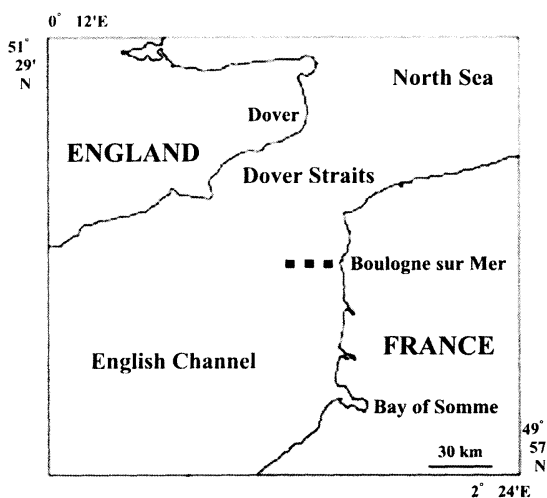 0° 12'E
51°
29'
N
North Sea
Dover
ENGLAND
Dover Straits
Boulogne sur Mer
FRANCE
English Channel
Bay of Somme
49°
57
N
30 km
2° 24'E